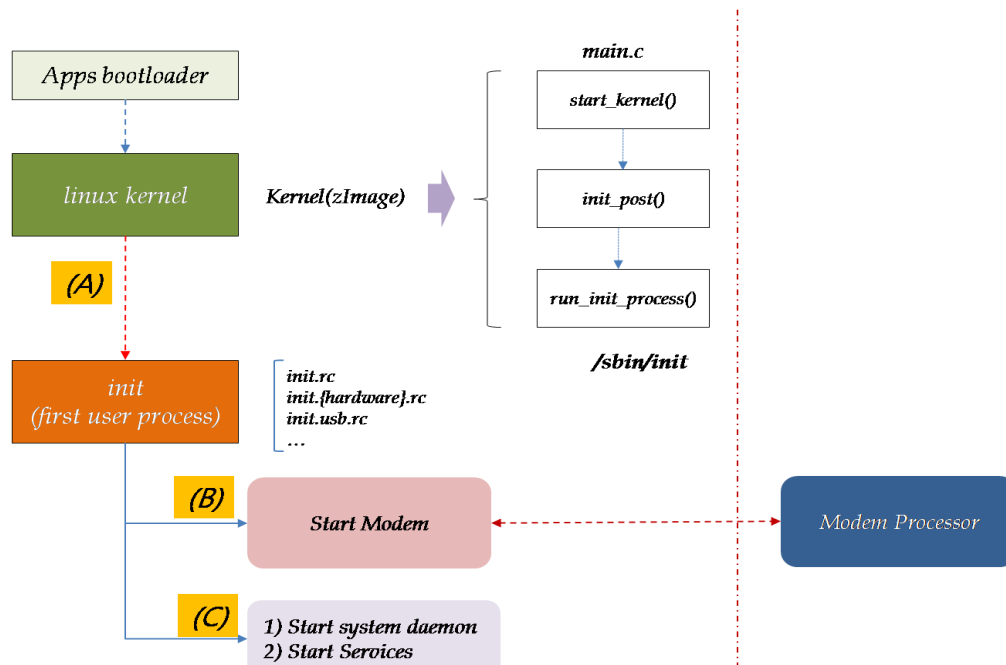 Apps bootloader
linux kernel
Kernel(zImage)
main.c
start_kernel()
init_post()
run_init_process()
/sbin/init
(A)
init
(first user process)
init.rc
init.{hardware}.rc
init.usb.rc
...
(B)
Start Modem
Modem Processor
(C)
1) Start system daemon
2) Start Services